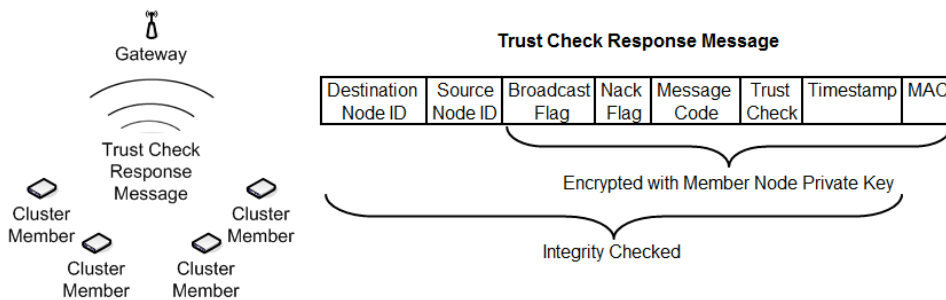 Gateway
Trust Check
Response
Message
Cluster
Member
Cluster
Member
Cluster
Member
Cluster
Member
Trust Check Response Message
Destination Node ID
Source Node ID
Broadcast Flag
Nack Flag
Message Code
Trust Check
Timestamp
MAC
Encrypted with Member Node Private Key
Integrity Checked